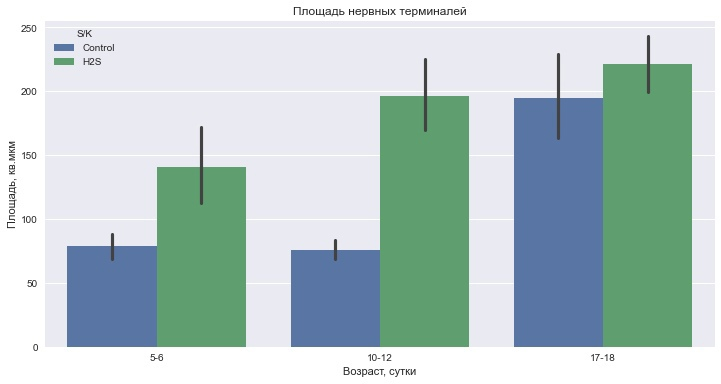 Площадь нервных терминалей
S/K
Control
H2S
Площадь, кв.мкм
250
200
150
100
50
0
5-6
10-12
17-18
Возраст, сутки